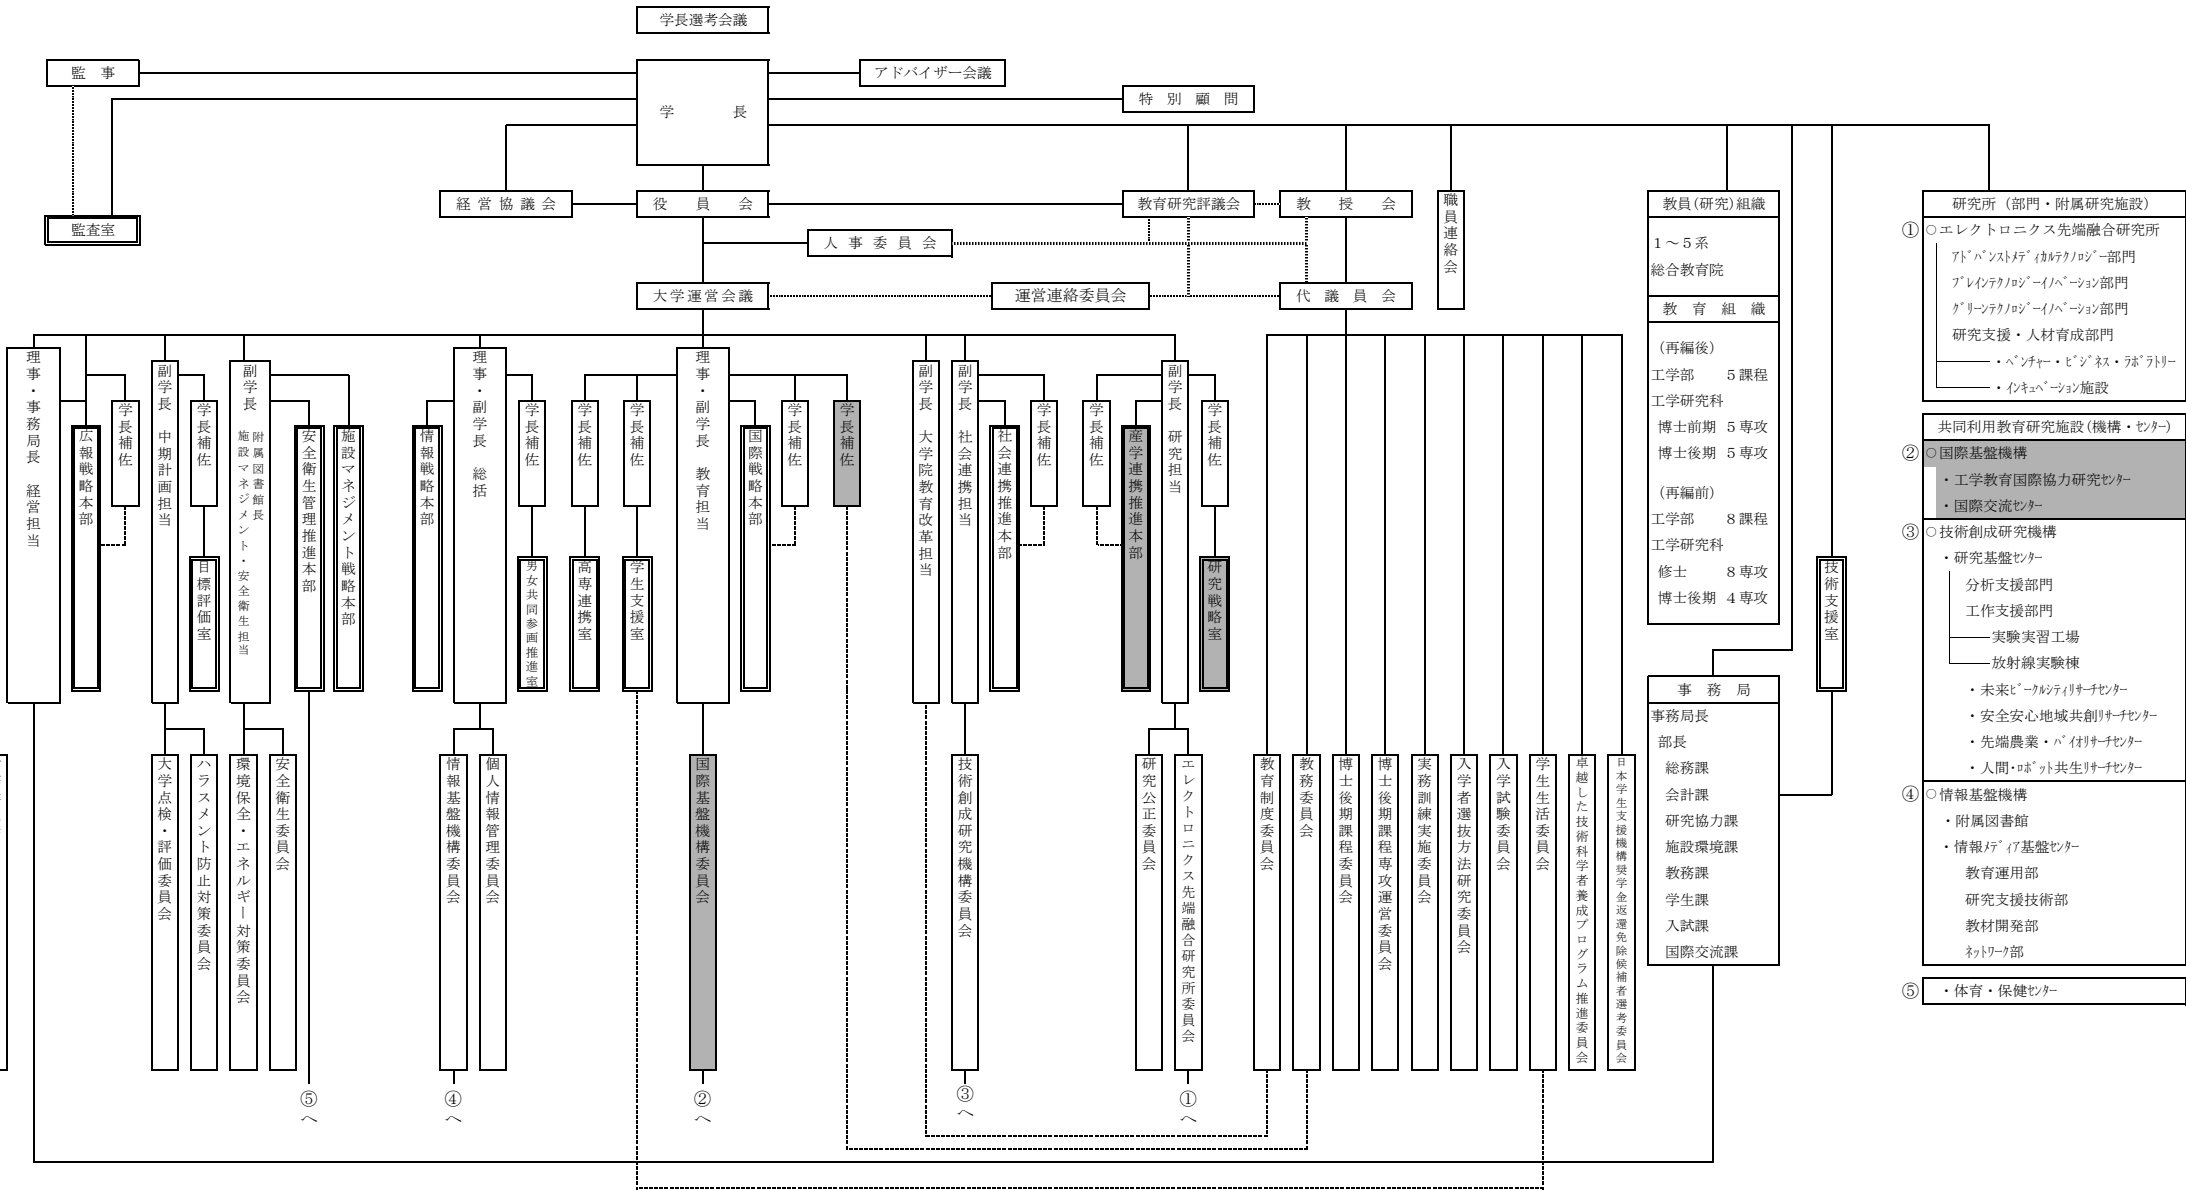 学長選考会議
監事
学長
アドバイザー会議
特別顧問
監査室
経営協議会
役員会
教育研究評議会
教授会
職員連絡会
人事委員会
大学運営会議
運営連絡委員会
代議員会
理事・事務局長 経営担当
広報戦略本部
学長補佐
副学長 中期計画担当
学長補佐
目標評価室
副学長 附属図書館長
施設マネジメント・安全衛生担当
安全衛生管理推進本部
施設マネジメント戦略本部
情報戦略本部
理事・副学長 総括
学長補佐
男女共同参画推進室
学長補佐
高専連携室
学長補佐
学生支援室
理事・副学長 教育担当
国際戦略本部
学長補佐
学長補佐
副学長 大学院教育改革担当
副学長 社会連携担当
社会連携推進本部
学長補佐
学長補佐
産学連携推進本部
副学長 研究担当
学長補佐
研究戦略室
大学点検・評価委員会
ハラスメント防止対策委員会
環境保全・エネルギー対策委員会
安全衛生委員会
⑤へ
情報基盤機構委員会
④へ
個人情報管理委員会
国際基盤機構委員会
②へ
技術創成研究機構委員会
③へ
研究公正委員会
エレクトロニクス先端融合研究所委員会
①へ
教育制度委員会
教務委員会
博士後期課程委員会
博士後期課程専攻運営委員会
実務訓練実施委員会
入学者選抜方法研究委員会
入学試験委員会
学生生活委員会
卓越した技術科学者養成プログラム推進委員会
日本学生支援機構奨学金返還免除候補者選考委員会
教員(研究)組織
1～5系
総合教育院
教育組織
(再編後)
工学部 5課程
工学研究科
博士前期 5専攻
博士後期 5専攻
(再編前)
工学部 8課程
工学研究科
修士 8専攻
博士後期 4専攻
技術支援室
事務局
事務局長
部長
総務課
会計課
研究協力課
施設環境課
教務課
学生課
入試課
国際交流課
研究所(部門・附属研究施設)
①○エレクトロニクス先端融合研究所
ｱﾄﾞﾊﾞﾝｽﾄﾒﾃﾞｨｶﾙﾃｸﾉﾛｼﾞｰ部門
ﾌﾞﾚｲﾝﾃｸﾉﾛｼﾞｰｲﾉﾍﾞｰｼｮﾝ部門
ｸﾞﾘｰﾝﾃｸﾉﾛｼﾞｰｲﾉﾍﾞｰｼｮﾝ部門
研究支援・人材育成部門
・ﾍﾞﾝﾁｬｰ・ﾋﾞｼﾞﾈｽ・ﾗﾎﾞﾗﾄﾘｰ
・ｲﾝｷｭﾍﾞｰｼｮﾝ施設
共同利用教育研究施設(機構・ｾﾝﾀｰ)
②○国際基盤機構
・工学教育国際協力研究ｾﾝﾀｰ
・国際交流ｾﾝﾀｰ
③○技術創成研究機構
・研究基盤ｾﾝﾀｰ
分析支援部門
工作支援部門
実験実習工場
放射線実験棟
・未来ﾋﾞｰｸﾙｼﾃｨﾘｻｰﾁｾﾝﾀｰ
・安全安心地域共創ﾘｻｰﾁｾﾝﾀｰ
・先端農業・ﾊﾞｲｵﾘｻｰﾁｾﾝﾀｰ
・人間・ﾛﾎﾞｯﾄ共生ﾘｻｰﾁｾﾝﾀｰ
④○情報基盤機構
・附属図書館
・情報ﾒﾃﾞｨｱ基盤ｾﾝﾀｰ
教育運用部
研究支援技術部
教材開発部
ﾈｯﾄﾜｰｸ部
⑤・体育・保健ｾﾝﾀｰ